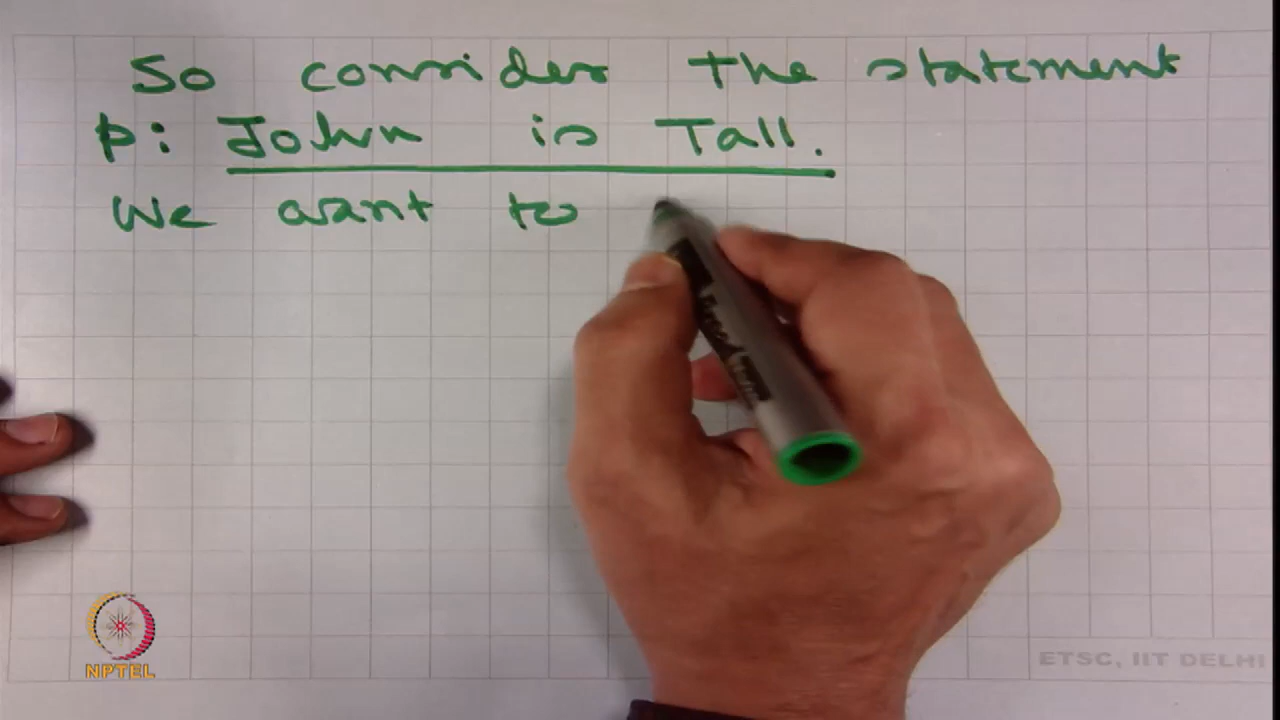 So consider the statement
p: John is Tall.
We want to
NPTEL
ETSC, IIT DELHI